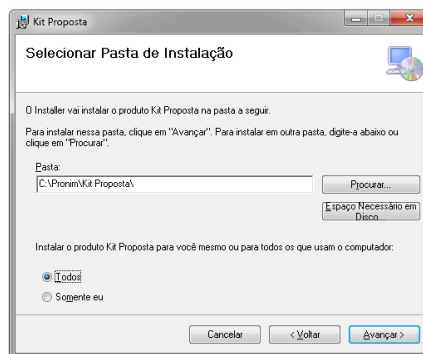 Kit Proposta
Selecionar Pasta de Instalação
O Installer vai instalar o produto Kit Proposta na pasta a seguir.
Para instalar nessa pasta, clique em "Avançar". Para instalar em outra pasta, digite-a abaixo ou
clique em "Procurar".
Pasta:
C:\Pronim\Kit Proposta\
Procurar...
Espaço Necessário em
Disco...
Instalar o produto Kit Proposta para você mesmo ou para todos os que usam o computador:
Todos
Somente eu
Cancelar
< Voltar
Avançar >